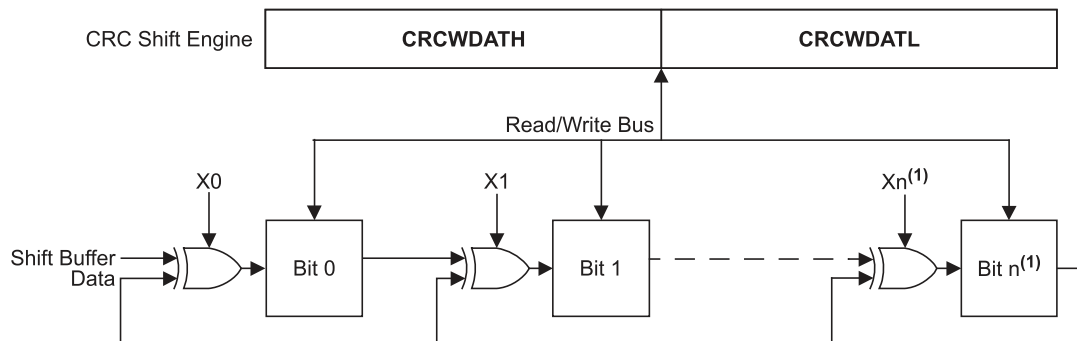 CRC Shift Engine CRCWDATH CRCWDATL
Read/Write Bus
X0 X1 Xn(1)
Shift Buffer
Data
Bit 0 Bit 1 Bit n(1)